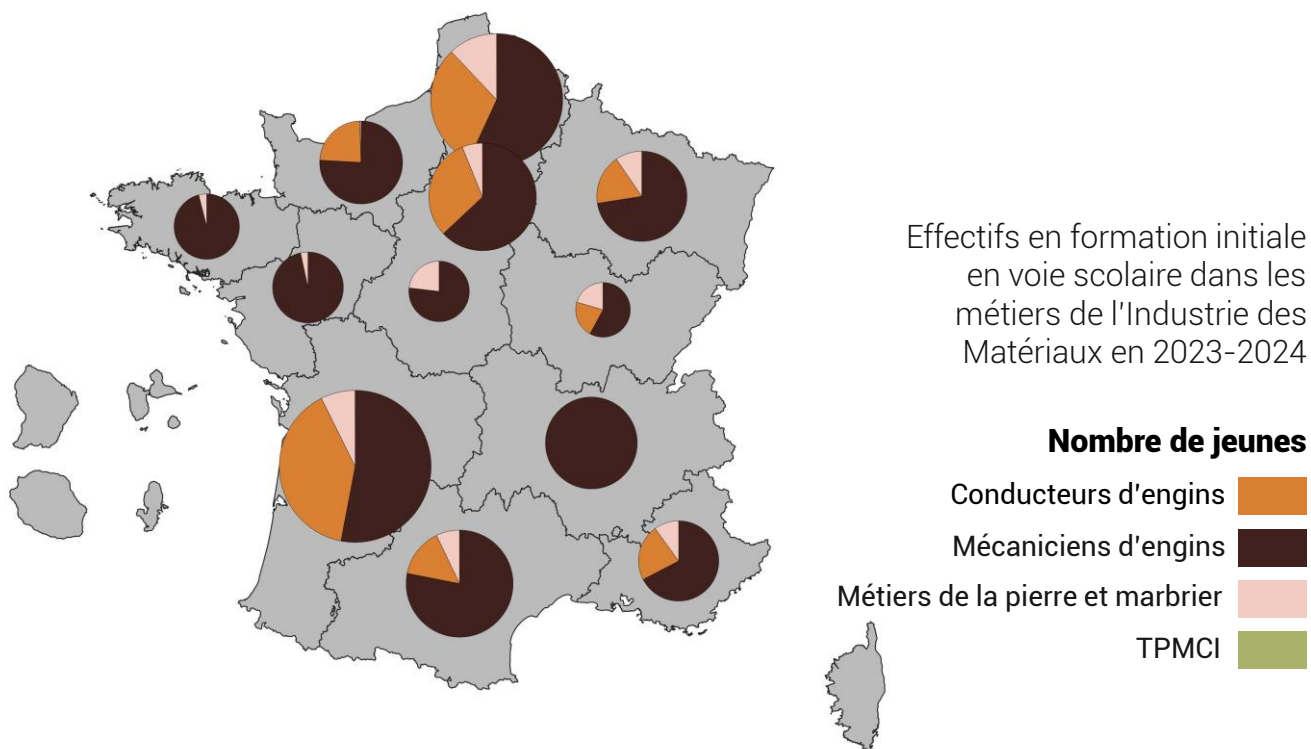 Effectifs en formation initiale
en voie scolaire dans les
métiers de l'Industrie des
Matériaux en 2023-2024
Nombre de jeunes
Conducteurs d'engins
Mécaniciens d'engins
Métiers de la pierre et marbrier
TPMCI